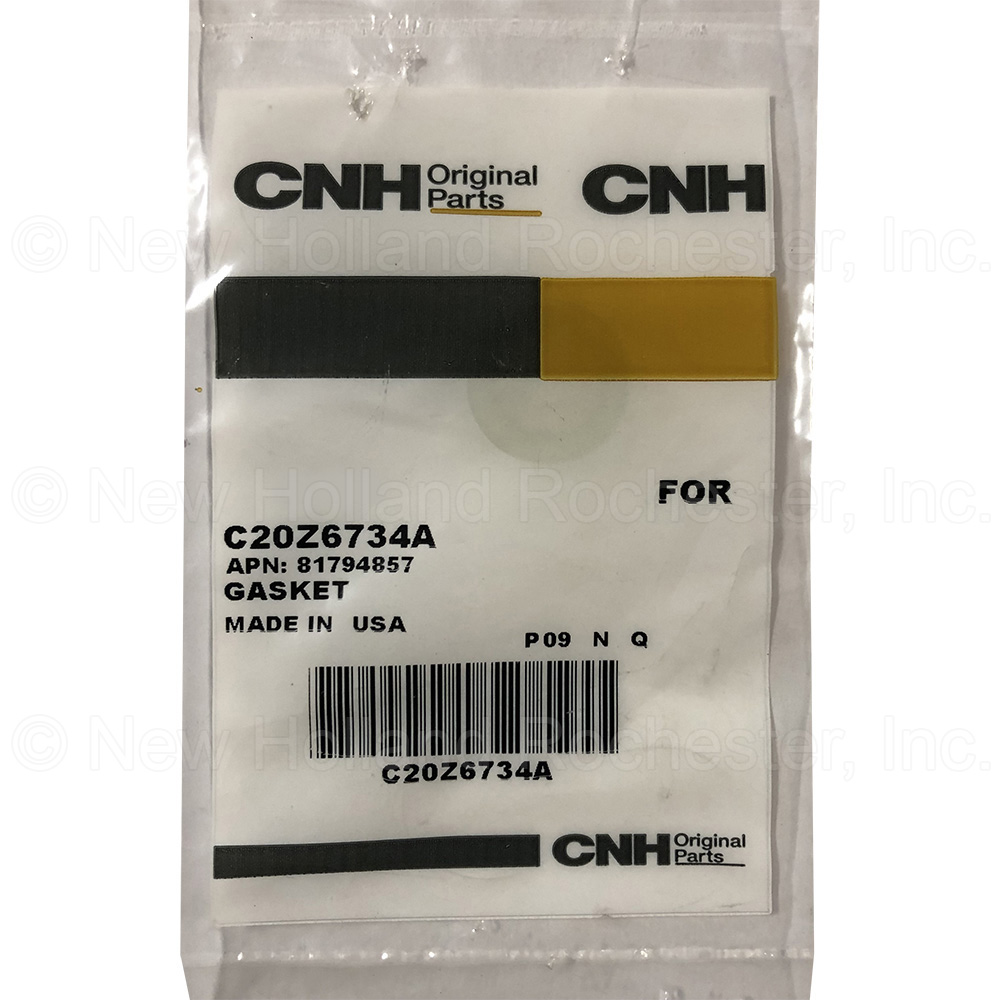 CNH Original Parts CNH
© New Holland Rochester, Inc.
FOR
© New Holland Rochester, Inc.
C20Z6734A
APN: 81794857
GASKET
MADE IN USA
P09 N Q
© New Holland Rochester, Inc.
C20Z6734A
CNH Original Parts